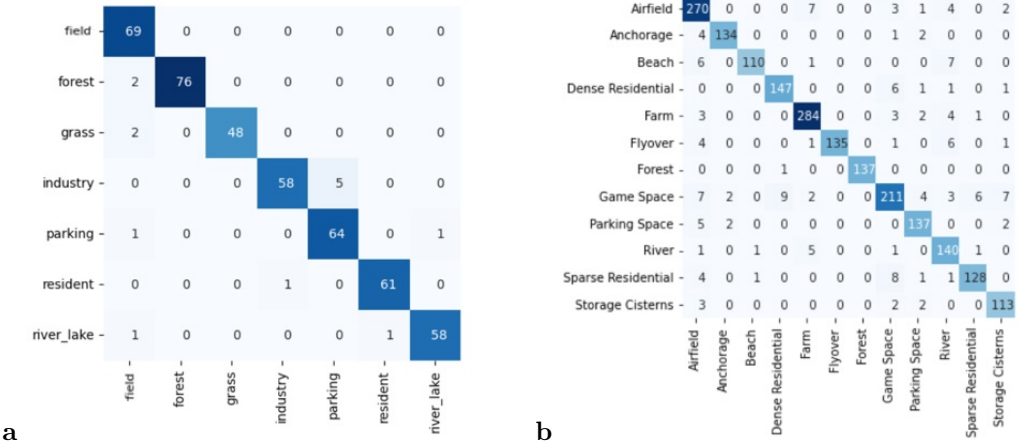 field 69 0 0 0 0 0 0
forest 2 76 0 0 0 0 0
grass 2 0 48 0 0 0 0
industry 0 0 0 58 5 0 0
parking 1 0 0 0 64 0 1
resident 0 0 0 1 0 61 0
river_lake 1 0 0 0 0 1 58
field forest grass industry parking resident river_lake
a
Airfield 270 0 0 0 7 0 0 3 1 4 0 2
Anchorage 4 134 0 0 0 0 0 1 2 0 0 0
Beach 6 0 110 0 1 0 0 0 0 7 0 0
Dense Residential 0 0 0 147 0 0 0 6 1 1 0 1
Farm 3 0 0 0 284 0 0 3 2 4 1 0
Flyover 4 0 0 0 1 135 0 1 0 6 0 1
Forest 0 0 0 1 0 0 137 0 0 0 0 0
Game Space 7 2 0 9 2 0 0 211 4 3 6 7
Parking Space 5 2 0 0 0 0 0 0 137 0 0 2
River 1 0 1 0 5 0 0 1 0 140 1 0
Sparse Residential 4 0 1 0 0 0 0 8 1 1 128 0
Storage Cisterns 3 0 0 0 0 0 0 2 2 0 0 113
Airfield Anchorage Beach Dense Residential Farm Flyover Forest Game Space Parking Space River Sparse Residential Storage Cisterns
b